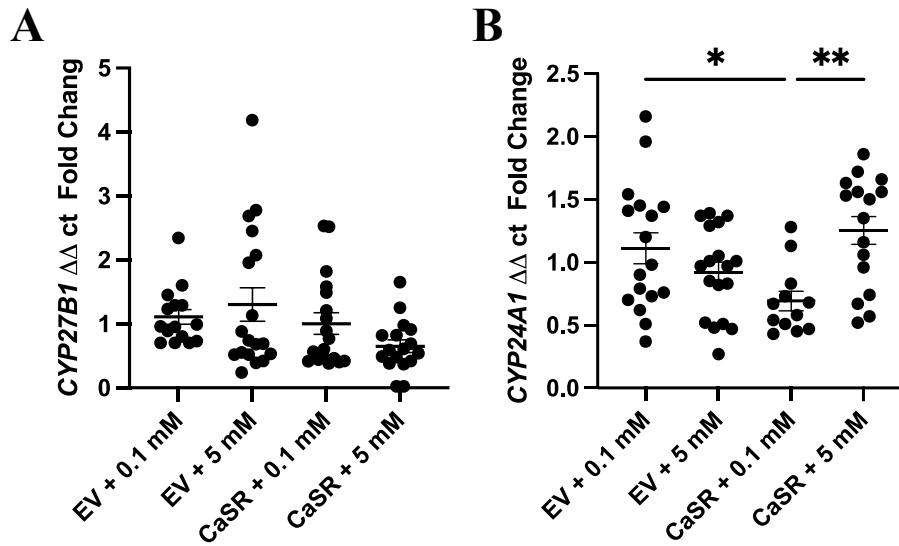 A
CYP27B1 ΔΔ ct Fold Chang
5
4
3
2
1
0
EV + 0.1 mM
EV + 5 mM
CaSR + 0.1 mM
CaSR + 5 mM
B
CYP24A1 ΔΔ ct Fold Change
2.5
2.0
1.5
1.0
0.5
0.0
*
**
EV + 0.1 mM
EV + 5 mM
CaSR + 0.1 mM
CaSR + 5 mM